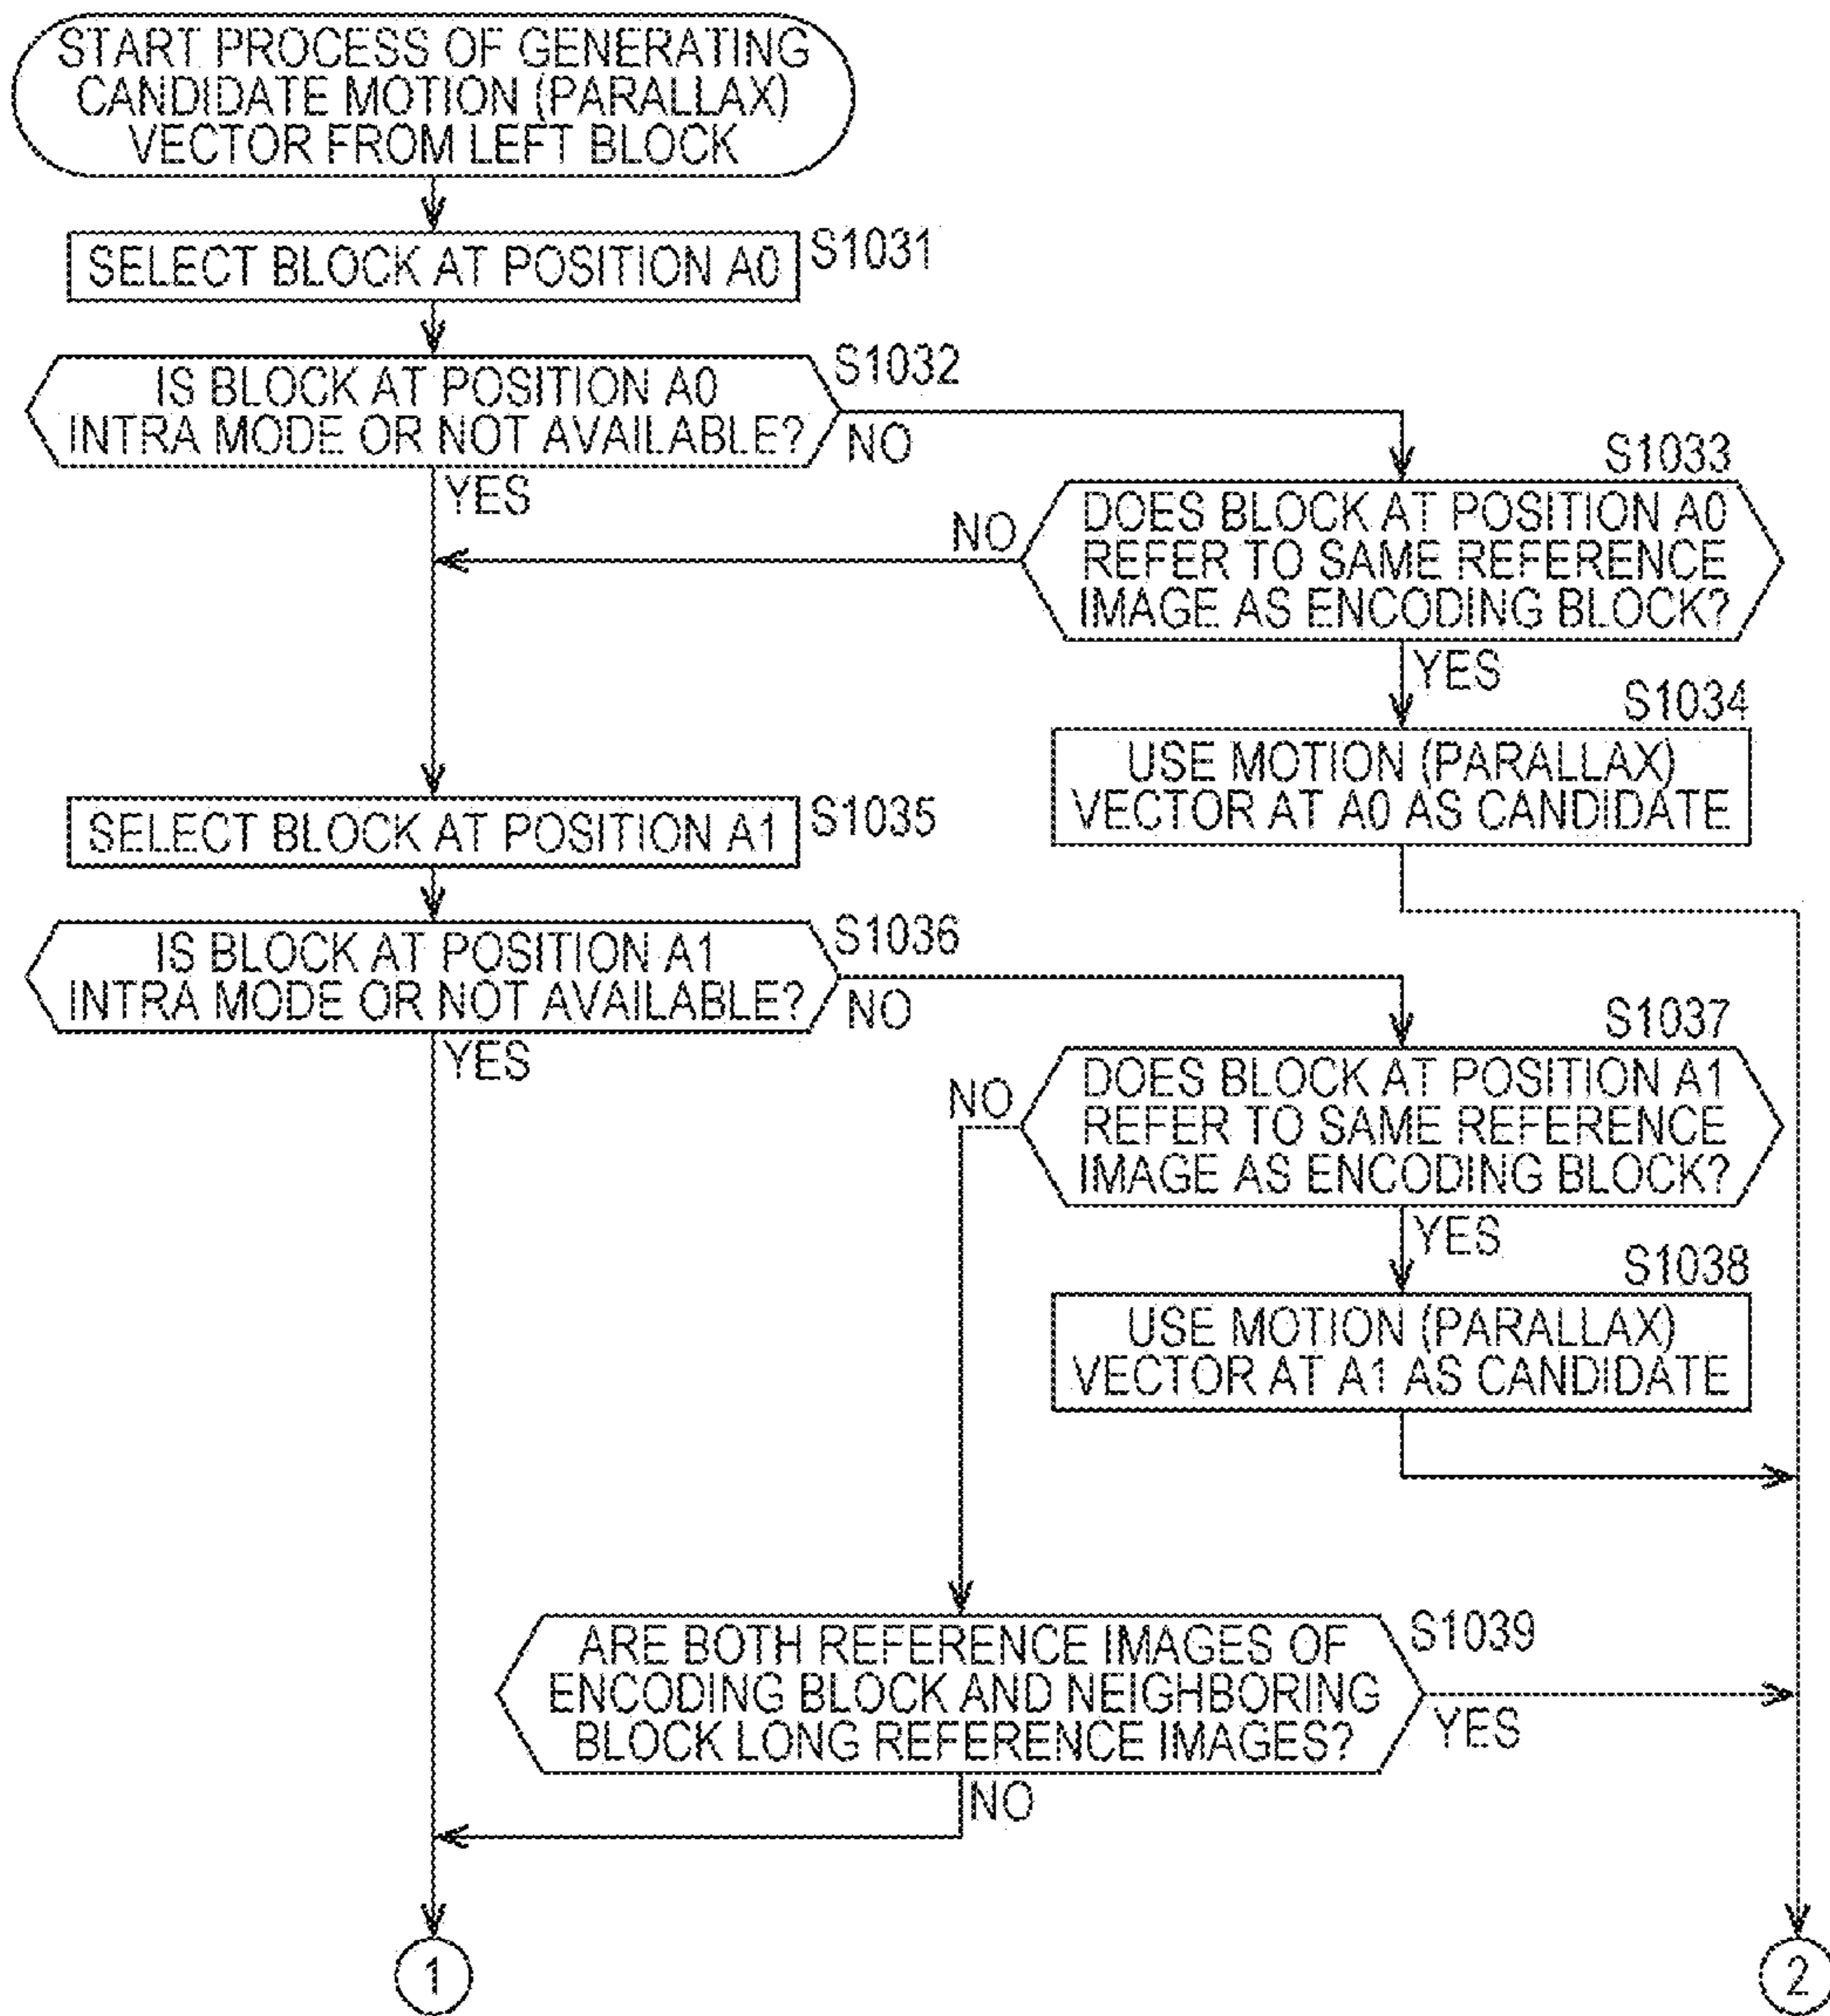 START PROCESS OF GENERATING
CANDIDATE MOTION (PARALLAX)
VECTOR FROM LEFT BLOCK
SELECT BLOCK AT POSITION A0
S1031
IS BLOCK AT POSITION A0
INTRA MODE OR NOT AVAILABLE?
S1032
NO
YES
S1033
DOES BLOCK AT POSITION A0
REFER TO SAME REFERENCE
IMAGE AS ENCODING BLOCK?
NO
YES
S1034
USE MOTION (PARALLAX)
VECTOR AT A0 AS CANDIDATE
SELECT BLOCK AT POSITION A1
S1035
IS BLOCK AT POSITION A1
INTRA MODE OR NOT AVAILABLE?
S1036
NO
YES
S1037
DOES BLOCK AT POSITION A1
REFER TO SAME REFERENCE
IMAGE AS ENCODING BLOCK?
NO
YES
S1038
USE MOTION (PARALLAX)
VECTOR AT A1 AS CANDIDATE
ARE BOTH REFERENCE IMAGES OF
ENCODING BLOCK AND NEIGHBORING
BLOCK LONG REFERENCE IMAGES?
S1039
YES
NO
1
2